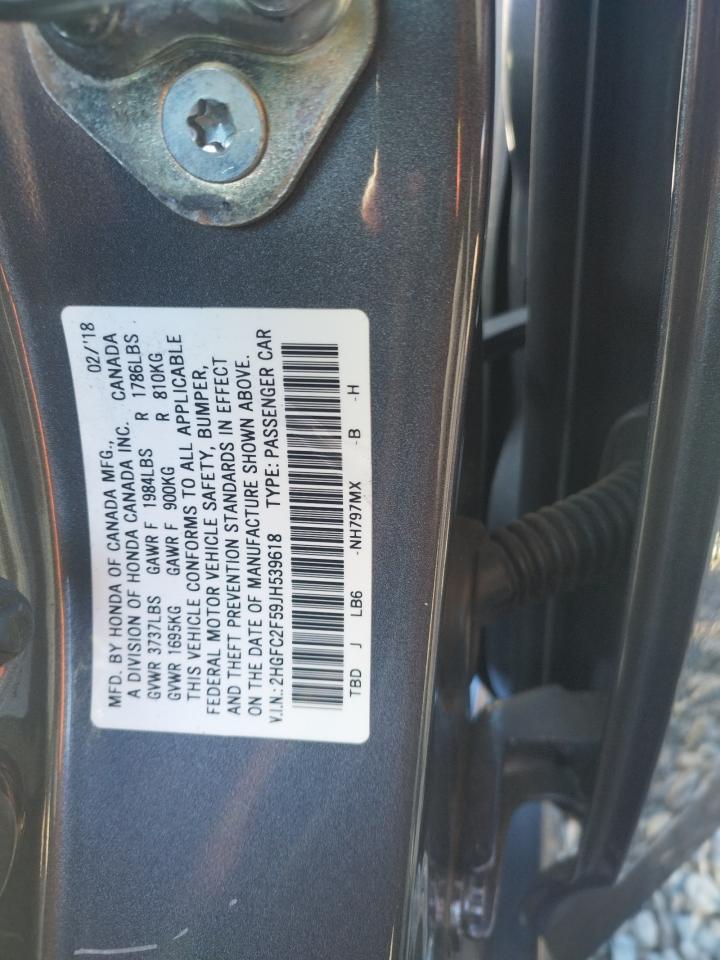 MFD. BY HONDA OF CANADA MFG., 02/'18
A DIVISION OF HONDA CANADA INC. CANADA
GVWR 3737LBS GAWR F 1984LBS R 1786LBS
GVWR 1695KG GAWR F 900KG R 810KG
THIS VEHICLE CONFORMS TO ALL APPLICABLE
FEDERAL MOTOR VEHICLE SAFETY, BUMPER,
AND THEFT PREVENTION STANDARDS IN EFFECT
ON THE DATE OF MANUFACTURE SHOWN ABOVE.
V.I.N.: 2HGFC2F59JH539618 TYPE: PASSENGER CAR
TBD J LB6 -NH797MX -B -H